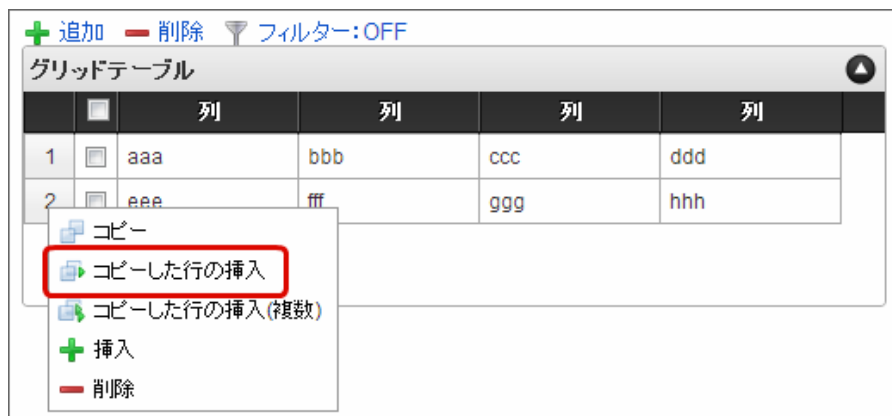 追加 削除 フィルター:OFF
グリッドテーブル
列 列 列 列
1 aaa bbb ccc ddd
2 eee fff ggg hhh
コピー
コピーした行の挿入
コピーした行の挿入(複数)
挿入
削除